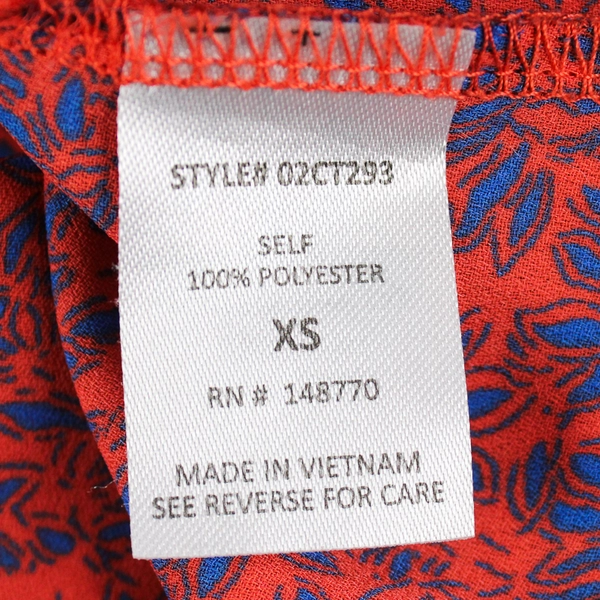 STYLE# 02CT293
SELF
100% POLYESTER
XS
RN # 148770
MADE IN VIETNAM
SEE REVERSE FOR CARE